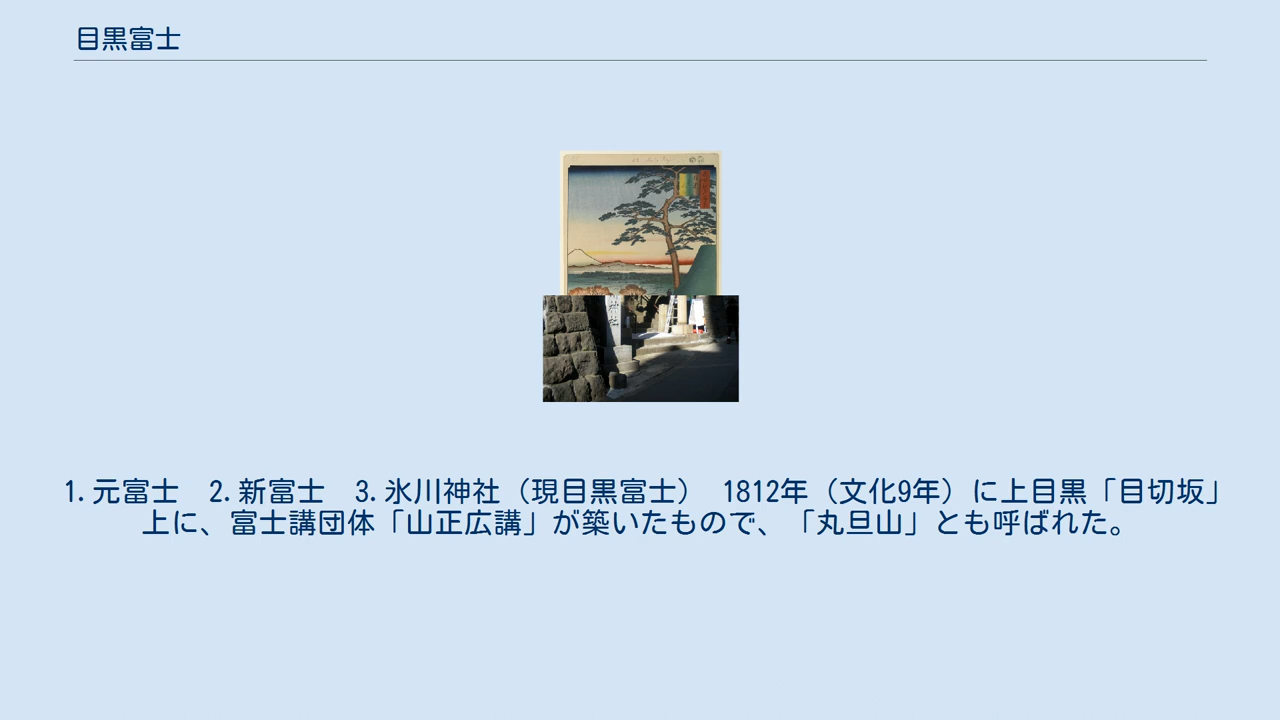 目黒富士
1.元富士　2.新富士　3.氷川神社（現目黒富士）　1812年（文化9年）に上目黒「目切坂」
上に、富士講団体「山正広講」が築いたもので、「丸旦山」とも呼ばれた。